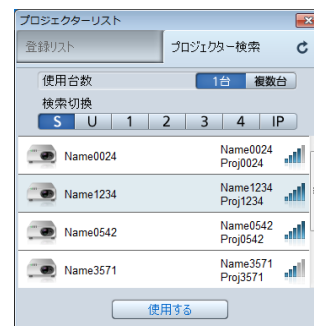 プロジェクターリスト
登録リスト プロジェクター検索
使用台数 1台 複数台
検索切換
S U 1 2 3 4 IP
Name0024 Name0024
Proj0024
Name1234 Name1234
Proj1234
Name0542 Name0542
Proj0542
Name3571 Name3571
Proj3571
使用する